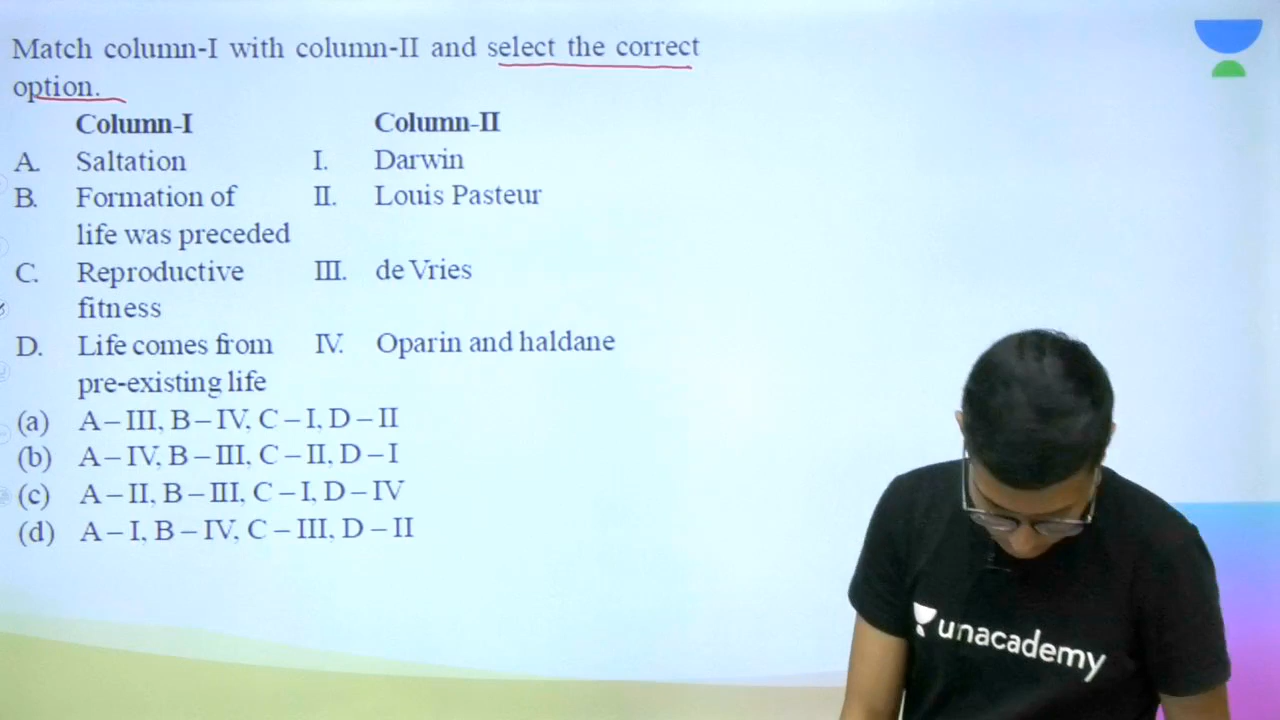 Match column-I with column-II and select the correct
option.
Column-I Column-II
A. Saltation I. Darwin
B. Formation of II. Louis Pasteur
life was preceded
C. Reproductive III. de Vries
fitness
D. Life comes from IV. Oparin and haldane
pre-existing life
(a) A – III, B – IV, C – I, D – II
(b) A – IV, B – III, C – II, D – I
(c) A – II, B – III, C – I, D – IV
(d) A – I, B – IV, C – III, D – II
unacademy